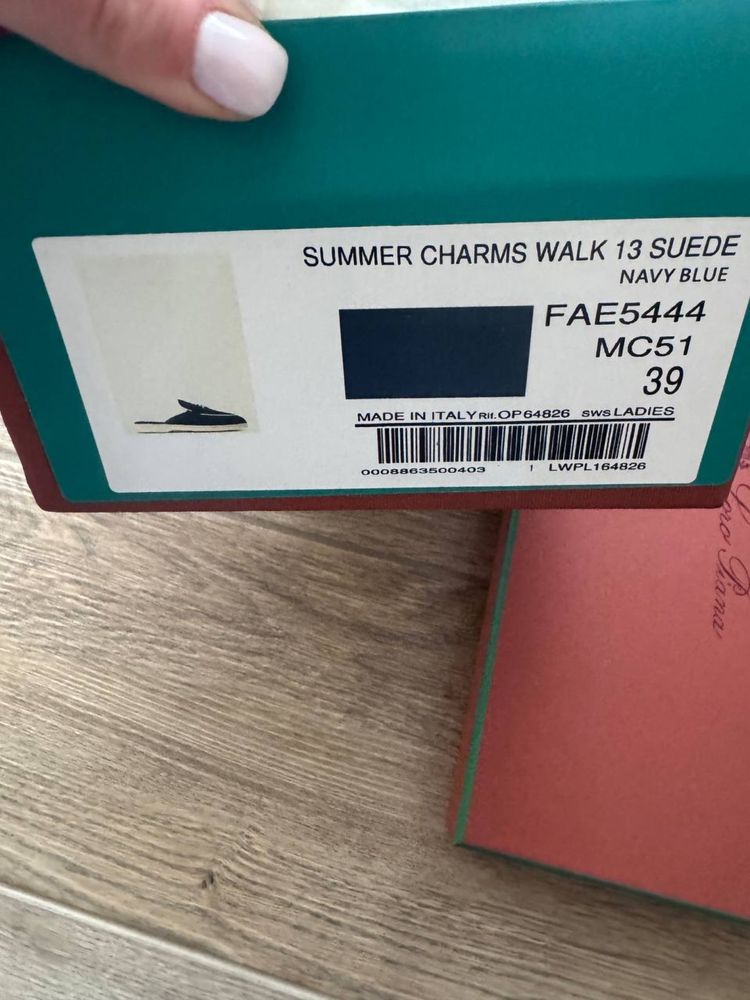 SUMMER CHARMS WALK 13 SUEDE
NAVY BLUE
FAE5444
MC51
39
MADE IN ITALY Rif. OP64826 SWS LADIES
0008863500403 1 LWPL164826
Loro Piana